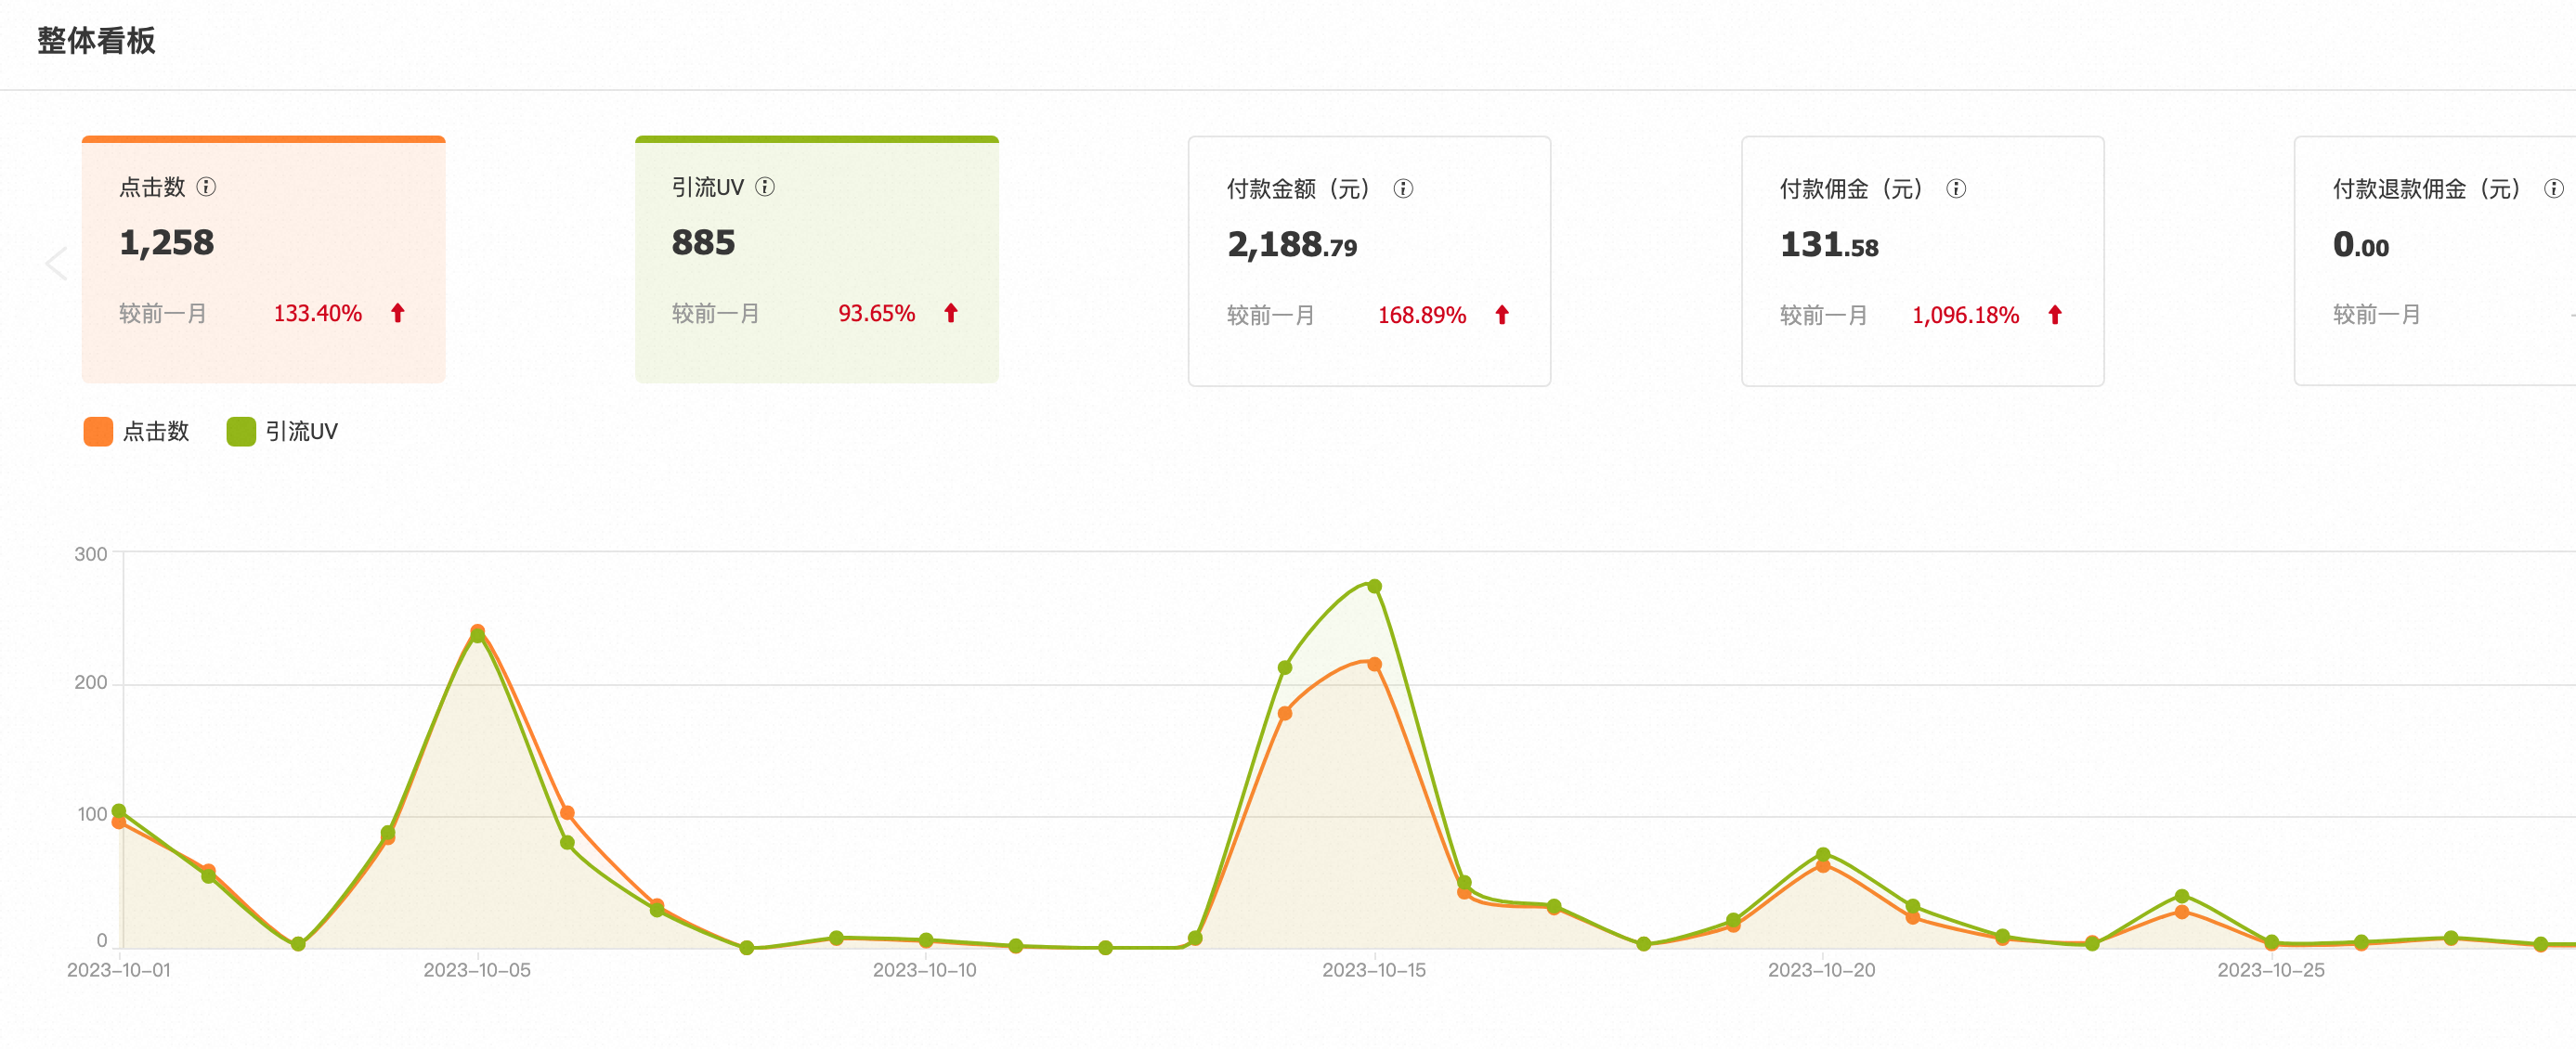 整体看板
点击数
1,258
较前一月 133.40%
引流UV
885
较前一月 93.65%
付款金额（元）
2,188.79
较前一月 168.89%
付款佣金（元）
131.58
较前一月 1,096.18%
付款退款佣金（元）
0.00
较前一月
点击数 引流UV
300
200
100
0
2023-10-01 2023-10-05 2023-10-10 2023-10-15 2023-10-20 2023-10-25